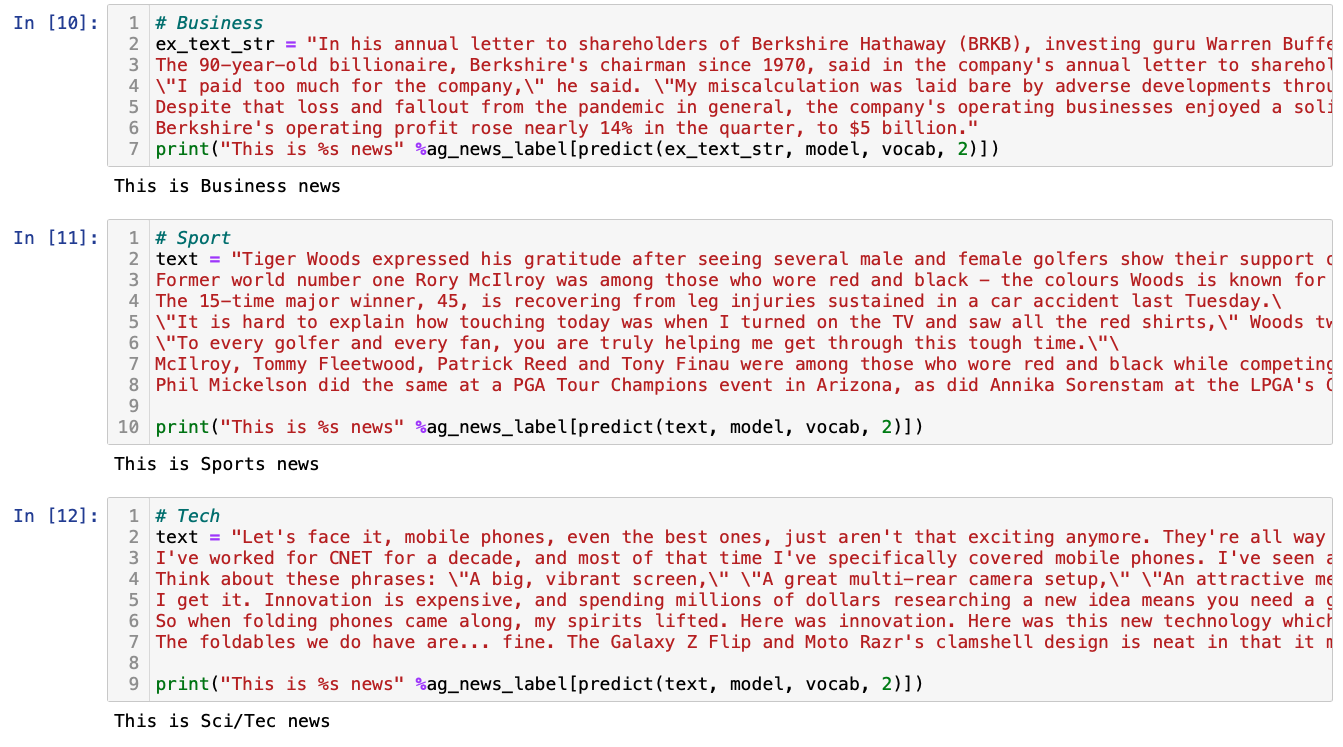 In [10]:
1 # Business
2 ex_text_str = "In his annual letter to shareholders of Berkshire Hathaway (BRKB), investing guru Warren
3 The 90-year-old billionaire, Berkshire's chairman since 1970, said in the company's annual letter to
4 \"I paid too much for the company,\" he said. \"My miscalculation was laid bare by adverse developments
5 Despite that loss and fallout from the pandemic in general, the company's operating businesses enjoyed a
6 Berkshire's operating profit rose nearly 14% in the quarter, to $5 billion."
7 print("This is %s news" %ag_news_label[predict(ex_text_str, model, vocab, 2)])
This is Business news
In [11]:
1 # Sport
2 text = "Tiger Woods expressed his gratitude after seeing several male and female golfers show their support
3 Former world number one Rory McIlroy was among those who wore red and black – the colours Woods is known for
4 The 15-time major winner, 45, is recovering from leg injuries sustained in a car accident last Tuesday.\
5 \"It is hard to explain how touching today was when I turned on the TV and saw all the red shirts,\" Woods
6 \"To every golfer and every fan, you are truly helping me get through this tough time.\"\
7 McIlroy, Tommy Fleetwood, Patrick Reed and Tony Finau were among those who wore red and black while competing
8 Phil Mickelson did the same at a PGA Tour Champions event in Arizona, as did Annika Sorenstam at the LPGA's
9
10 print("This is %s news" %ag_news_label[predict(text, model, vocab, 2)])
This is Sports news
In [12]:
1 # Tech
2 text = "Let's face it, mobile phones, even the best ones, just aren't that exciting anymore. They're all way
3 I've worked for CNET for a decade, and most of that time I've specifically covered mobile phones. I've seen
4 Think about these phrases: \"A big, vibrant screen,\" \"A great multi-rear camera setup,\" \"An attractive
5 I get it. Innovation is expensive, and spending millions of dollars researching a new idea means you need a
6 So when folding phones came along, my spirits lifted. Here was innovation. Here was this new technology which
7 The foldables we do have are... fine. The Galaxy Z Flip and Moto Razr's clamshell design is neat in that it
8
9 print("This is %s news" %ag_news_label[predict(text, model, vocab, 2)])
This is Sci/Tec news